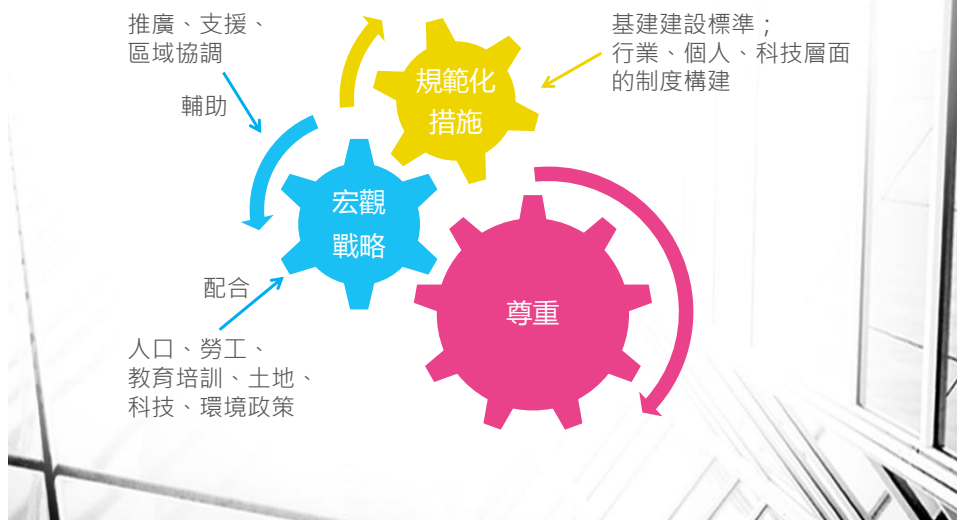 推廣、支援、
區域協調
輔助
規範化
措施
基建建設標準；
行業、個人、科技層面
的制度構建
宏觀
戰略
尊重
配合
人口、勞工、
教育培訓、土地、
科技、環境政策